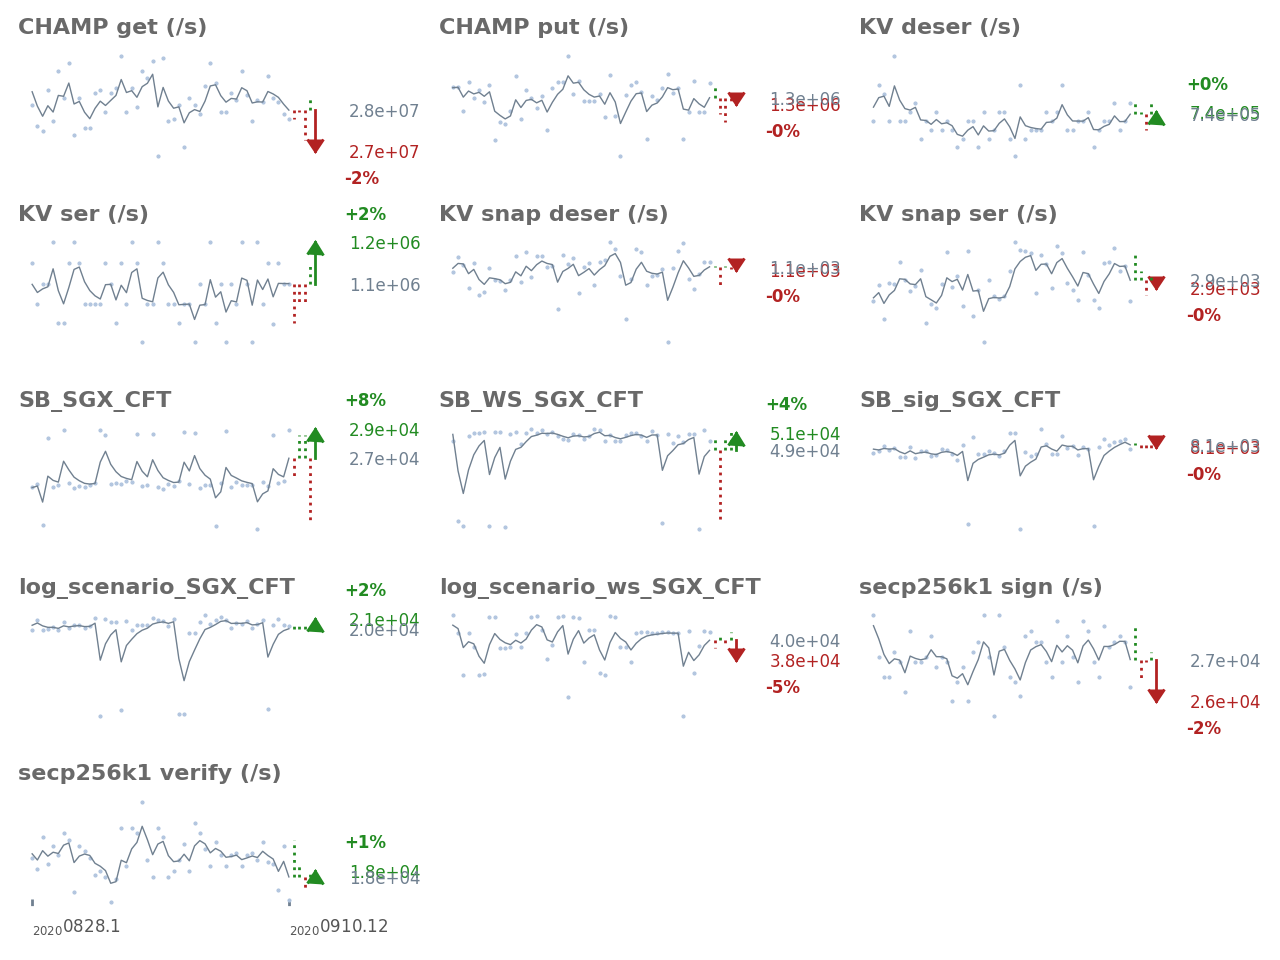 CHAMP get (/s)
2.8e+07
2.7e+07
-2%
CHAMP put (/s)
1.3e+06
1.3e+06
-0%
KV deser (/s)
+0%
7.4e+05
7.4e+05
KV ser (/s)
+2%
1.2e+06
1.1e+06
KV snap deser (/s)
1.1e+03
1.1e+03
-0%
KV snap ser (/s)
2.9e+03
2.9e+03
-0%
SB_SGX_CFT
+8%
2.9e+04
2.7e+04
SB_WS_SGX_CFT
+4%
5.1e+04
4.9e+04
SB_sig_SGX_CFT
8.1e+03
8.1e+03
-0%
log_scenario_SGX_CFT
+2%
2.1e+04
2.0e+04
log_scenario_ws_SGX_CFT
4.0e+04
3.8e+04
-5%
secp256k1 sign (/s)
2.7e+04
2.6e+04
-2%
secp256k1 verify (/s)
+1%
1.8e+04
1.8e+04
20200828.1
20200910.12